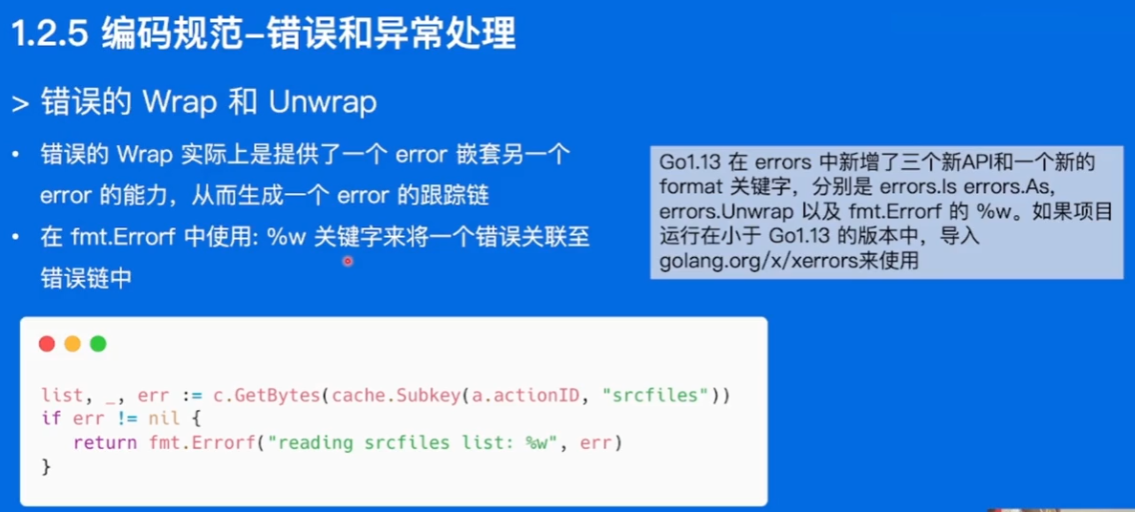 1.2.5 编码规范-错误和异常处理
> 错误的 Wrap 和 Unwrap
• 错误的 Wrap 实际上是提供了一个 error 嵌套另一个
error 的能力，从而生成一个 error 的跟踪链
• 在 fmt.Errorf 中使用: %w 关键字来将一个错误关联至
错误链中
Go1.13 在 errors 中新增了三个新API和一个新的
format 关键字，分别是 errors.Is errors.As,
errors.Unwrap 以及 fmt.Errorf 的 %w。如果项目
运行在小于 Go1.13 的版本中，导入
golang.org/x/xerrors来使用
list, _, err := c.GetBytes(cache.Subkey(a.actionID, "srcfiles"))
if err != nil {
return fmt.Errorf("reading srcfiles list: %w", err)
}